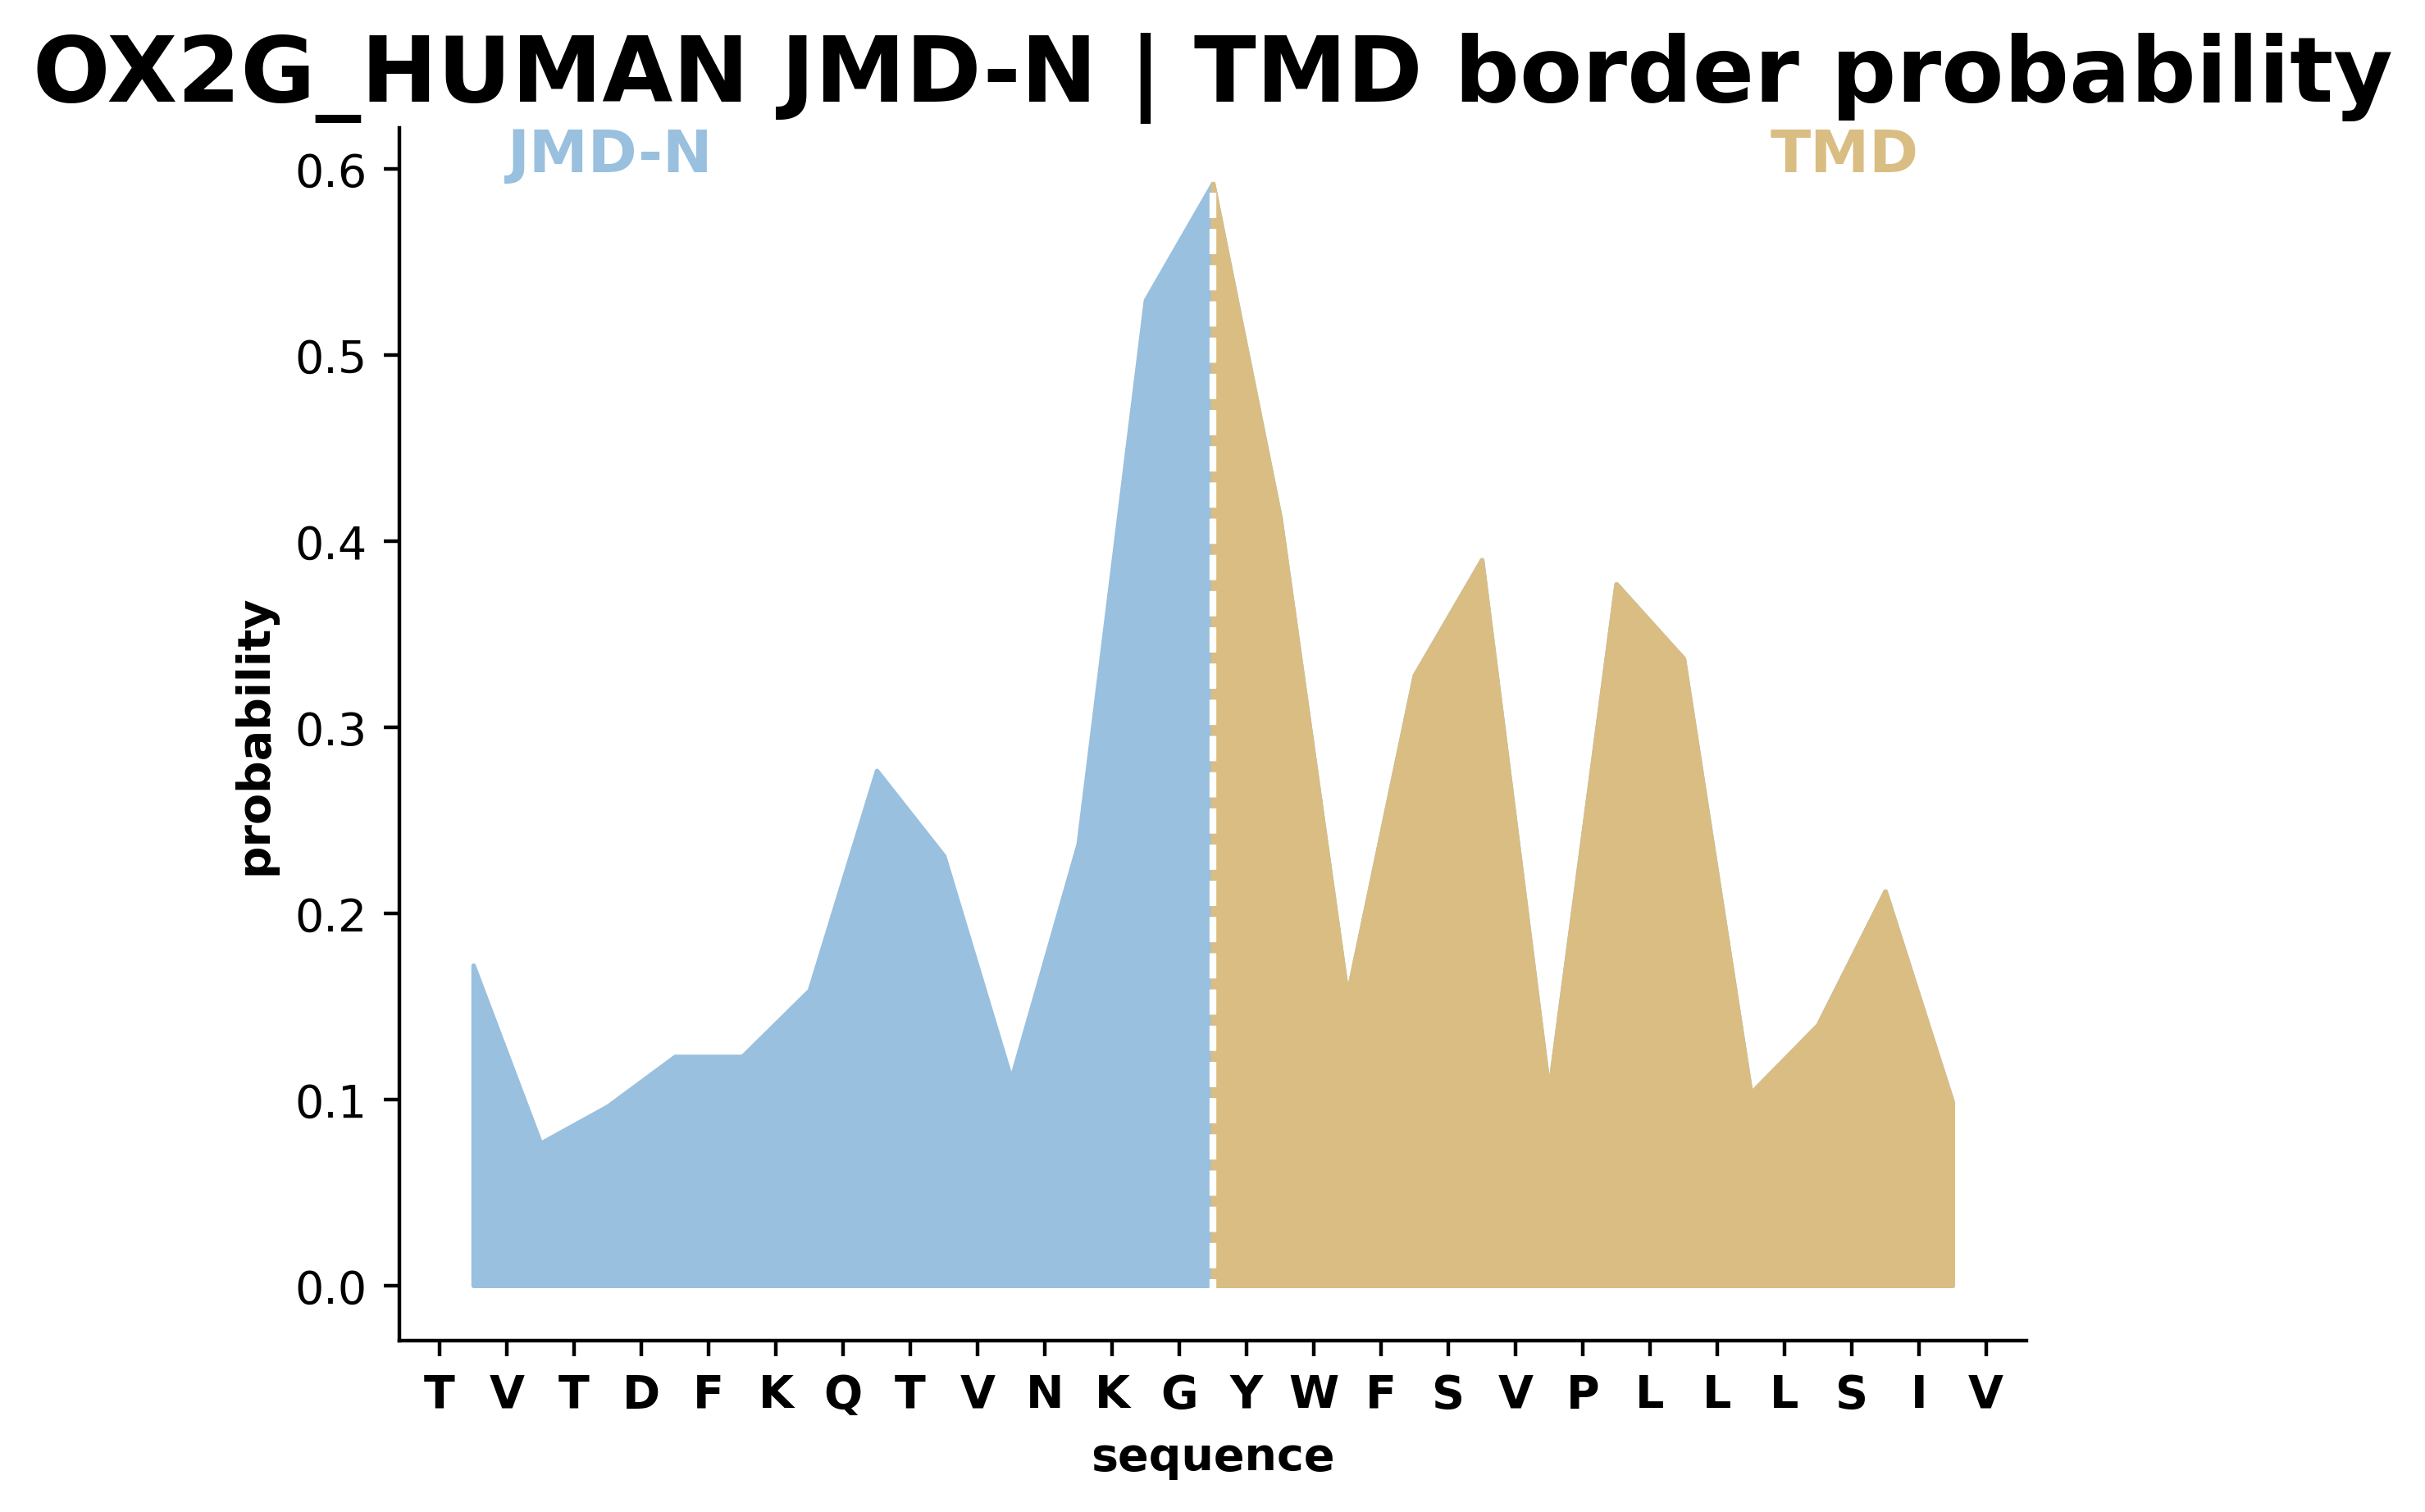 OX2G_HUMAN JMD-N | TMD border probability
JMD-N TMD
0.6
0.5
0.4
0.3
0.2
0.1
0.0
probability
T V T D F K Q T V N K G Y W F S V P L L L S I V
sequence